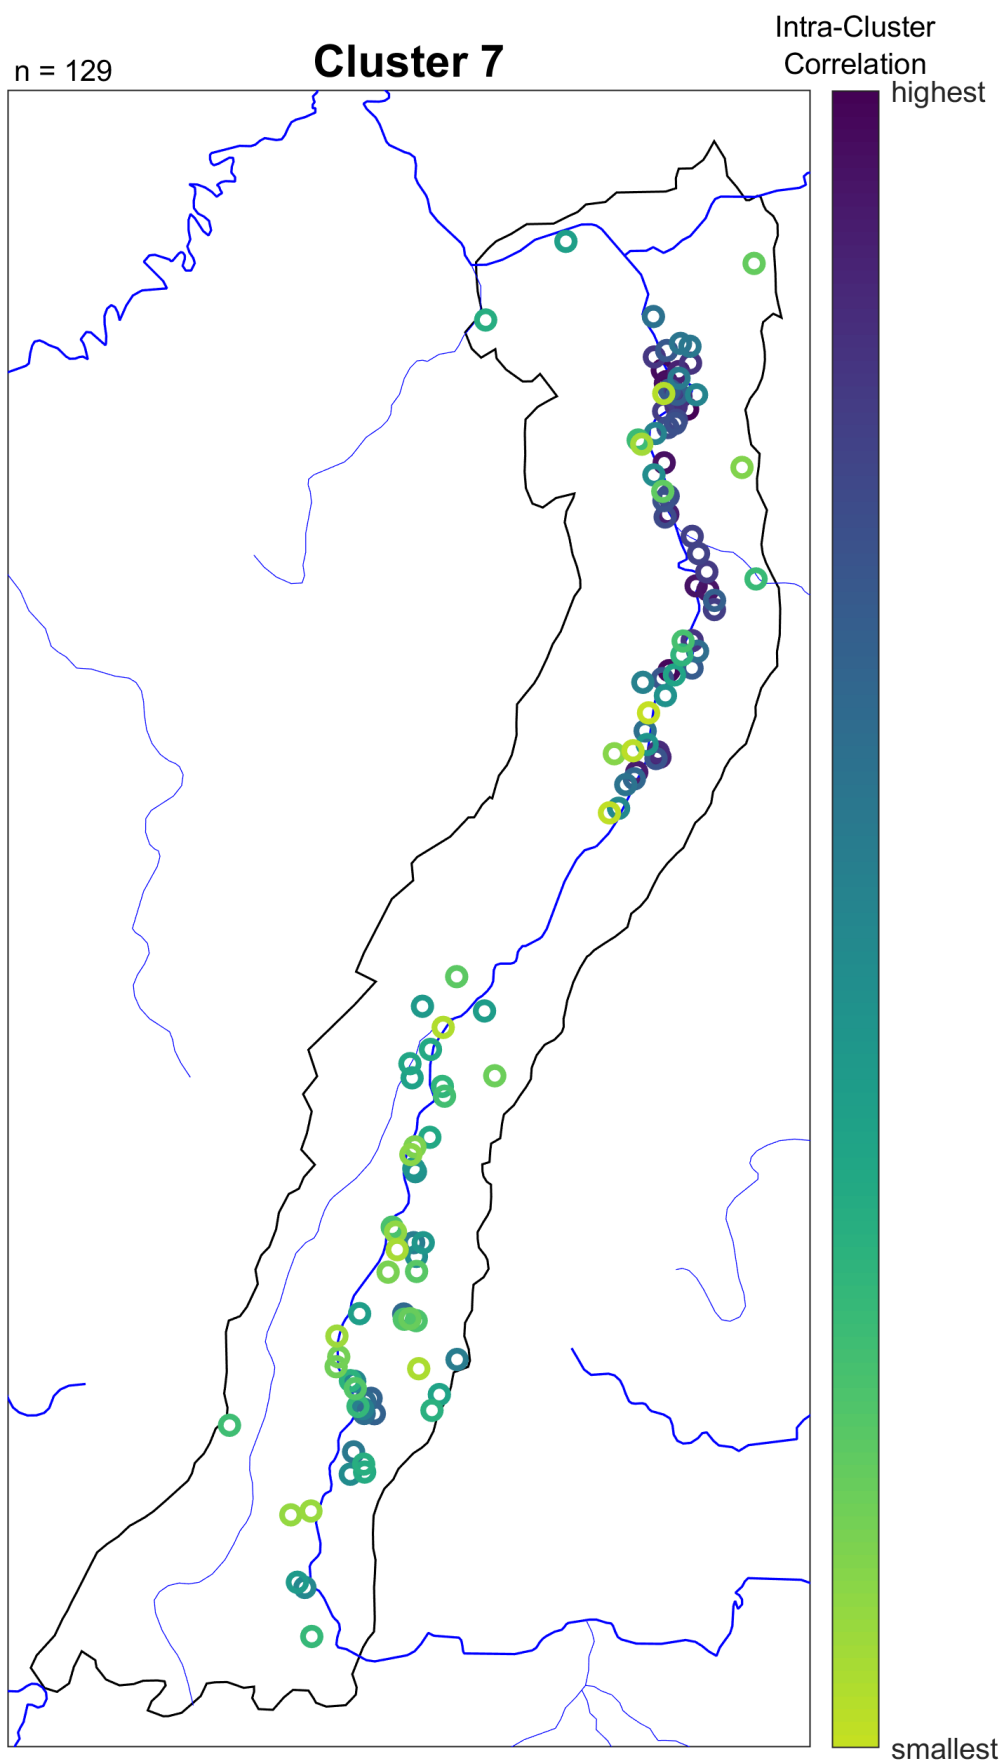 n = 129
Cluster 7
Intra-Cluster
Correlation
highest
smallest